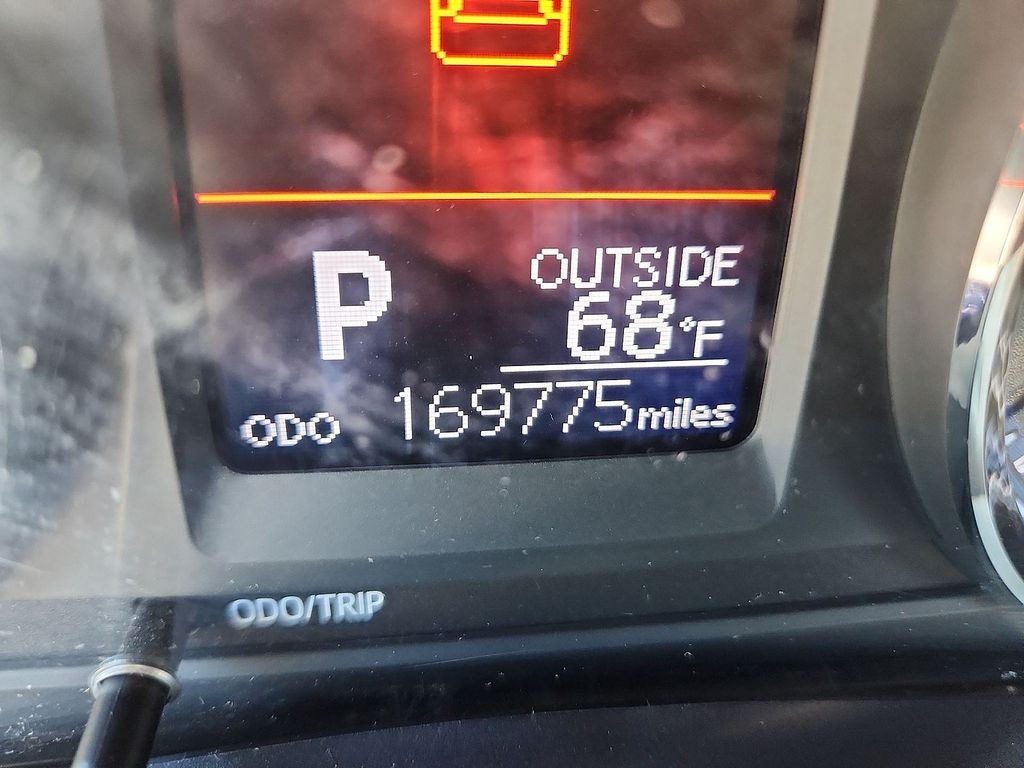 P
OUTSIDE
68°F
ODO 169775 miles
ODO/TRIP